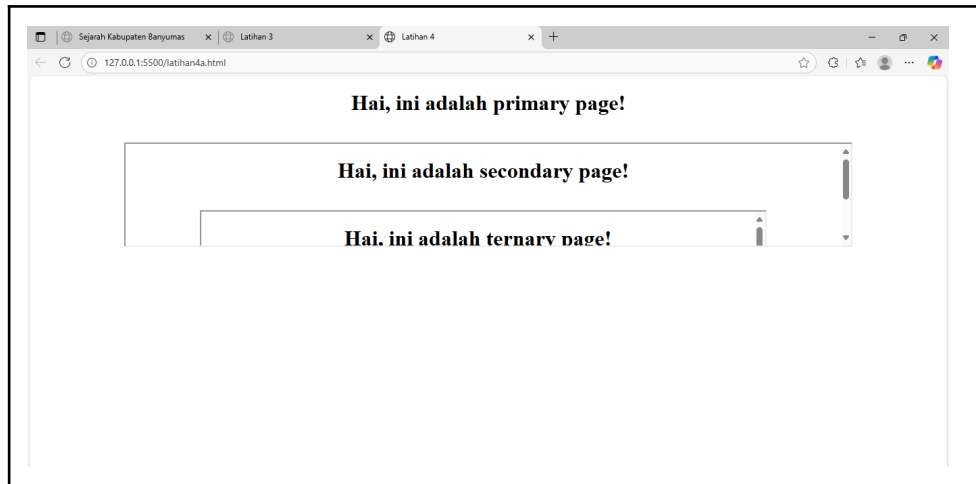 Sejarah Kabupaten Banyumas
Latihan 3
Latihan 4
127.0.0.1:5500/latihan4a.html
Hai, ini adalah primary page!
Hai, ini adalah secondary page!
Hai, ini adalah ternary page!